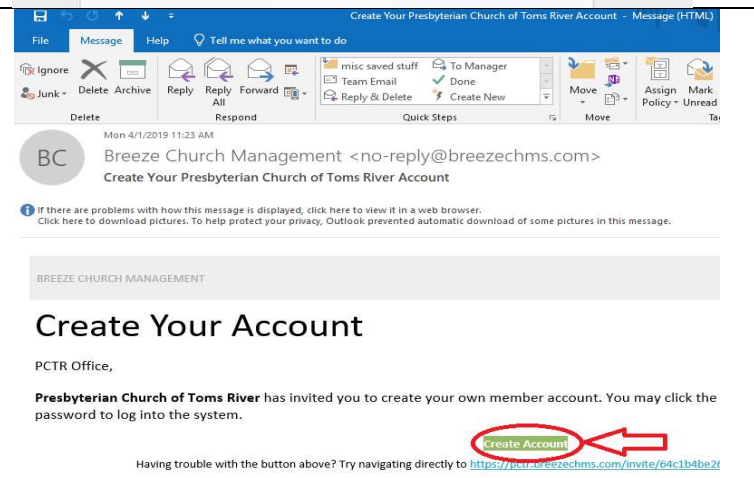 Create Your Presbyterian Church of Toms River Account - Message (HTML)
File Message Help Tell me what you want to do
Ignore
Junk
Delete Archive
Reply Reply All Forward
misc saved stuff To Manager
Team Email Done
Reply & Delete Create New
Move
Assign Policy Mark Unread
Delete Respond Quick Steps Move Ta
Mon 4/1/2019 11:23 AM
BC
Breeze Church Management <no-reply@breezechms.com>
Create Your Presbyterian Church of Toms River Account
If there are problems with how this message is displayed, click here to view it in a web browser.
Click here to download pictures. To help protect your privacy, Outlook prevented automatic download of some pictures in this message.
BREEZE CHURCH MANAGEMENT
Create Your Account
PCTR Office,
Presbyterian Church of Toms River has invited you to create your own member account. You may click the
password to log into the system.
Create Account
Having trouble with the button above? Try navigating directly to https://pctr.breezechms.com/invite/64c1b4be26